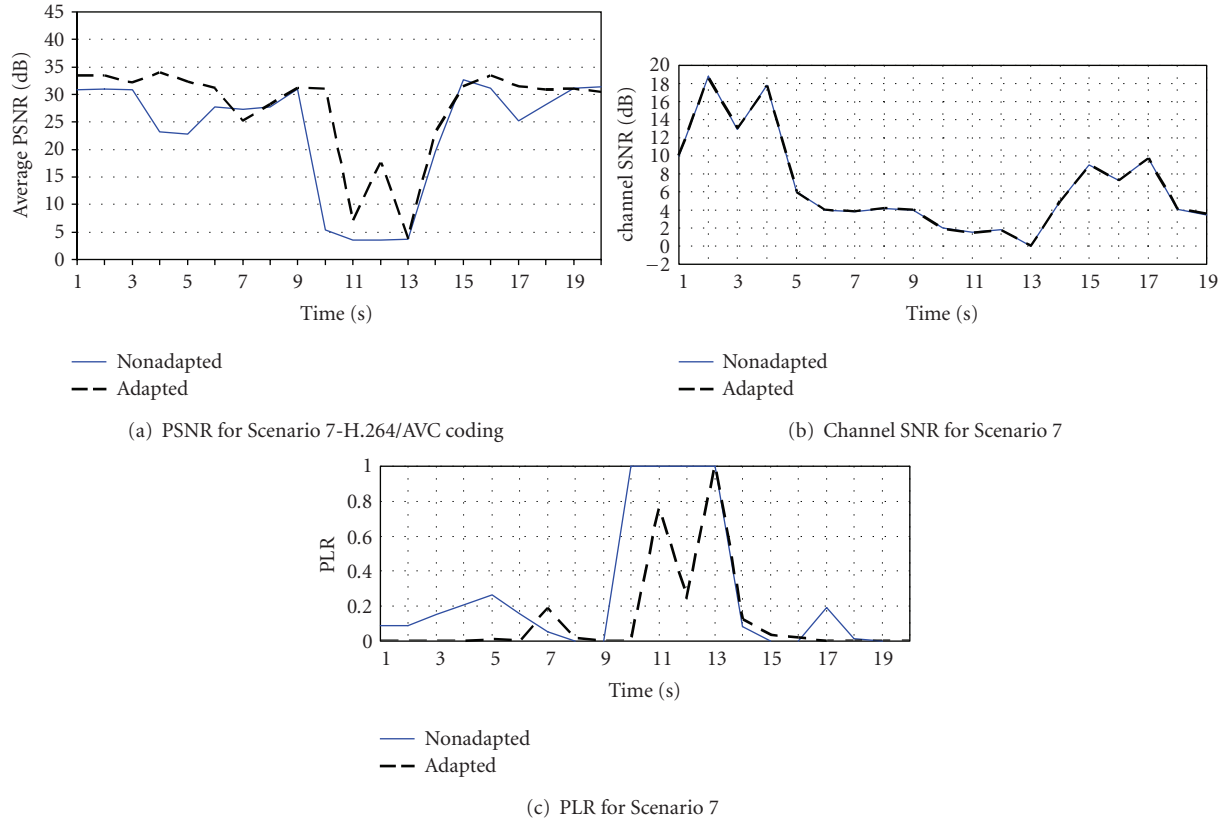 45
40
35
30
25
20
15
10
5
0
Average PSNR (dB)
1 3 5 7 9 11 13 15 17 19
Time (s)
Nonadapted
Adapted
(a) PSNR for Scenario 7-H.264/AVC coding
20
18
16
14
12
10
8
6
4
2
0
−2
channel SNR (dB)
1 3 5 7 9 11 13 15 17 19
Time (s)
Nonadapted
Adapted
(b) Channel SNR for Scenario 7
1
0.8
0.6
0.4
0.2
0
PLR
1 3 5 7 9 11 13 15 17 19
Time (s)
Nonadapted
Adapted
(c) PLR for Scenario 7